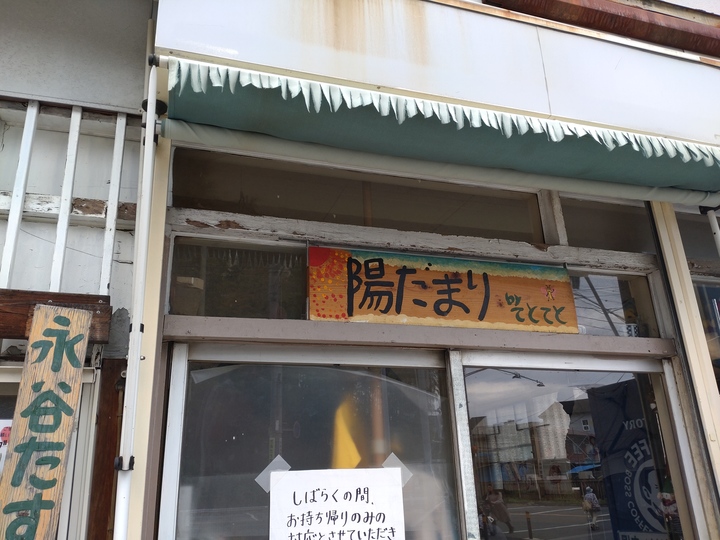 陽だまり
by てとてと
永谷たす
しばらくの間、
お持ち帰りのみの
対応とさせていただき